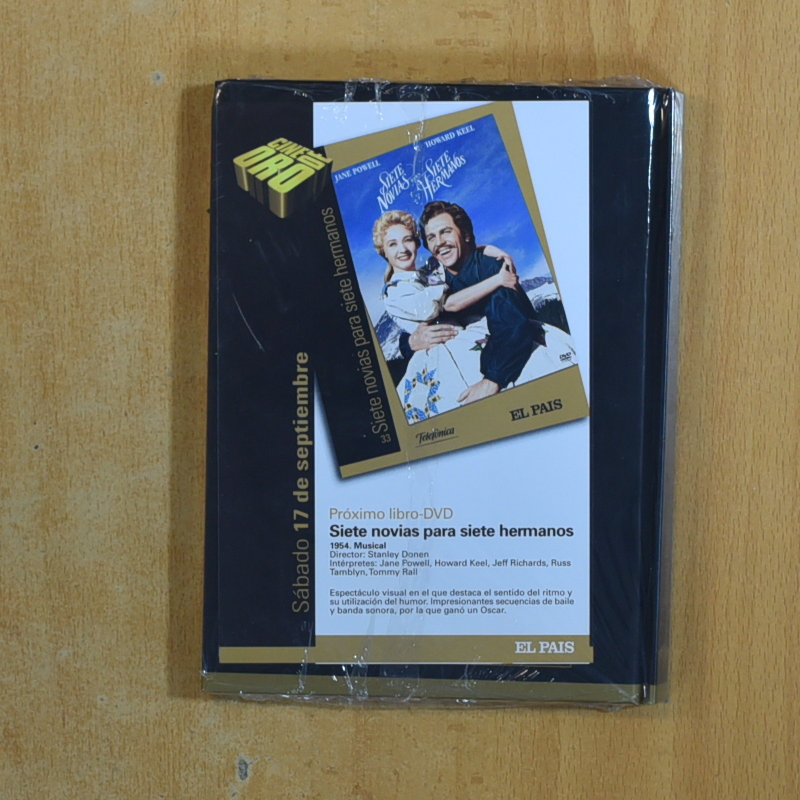 CINE DE
ORO
JANE POWELL
HOWARD KEEL
SIETE
NOVIAS
PARA
SIETE
HERMANOS
Siete novias para siete hermanos
DVD
EL PAIS
Telefónica
Sábado 17 de septiembre
Próximo libro-DVD
Siete novias para siete hermanos
1954. Musical
Director: Stanley Donen
Intérpretes: Jane Powell, Howard Keel, Jeff Richards, Russ
Tamblyn, Tommy Rall
Espectáculo visual en el que destaca el sentido del ritmo y
su utilización del humor. Impresionantes secuencias de baile
y banda sonora, por la que ganó un Oscar.
EL PAIS